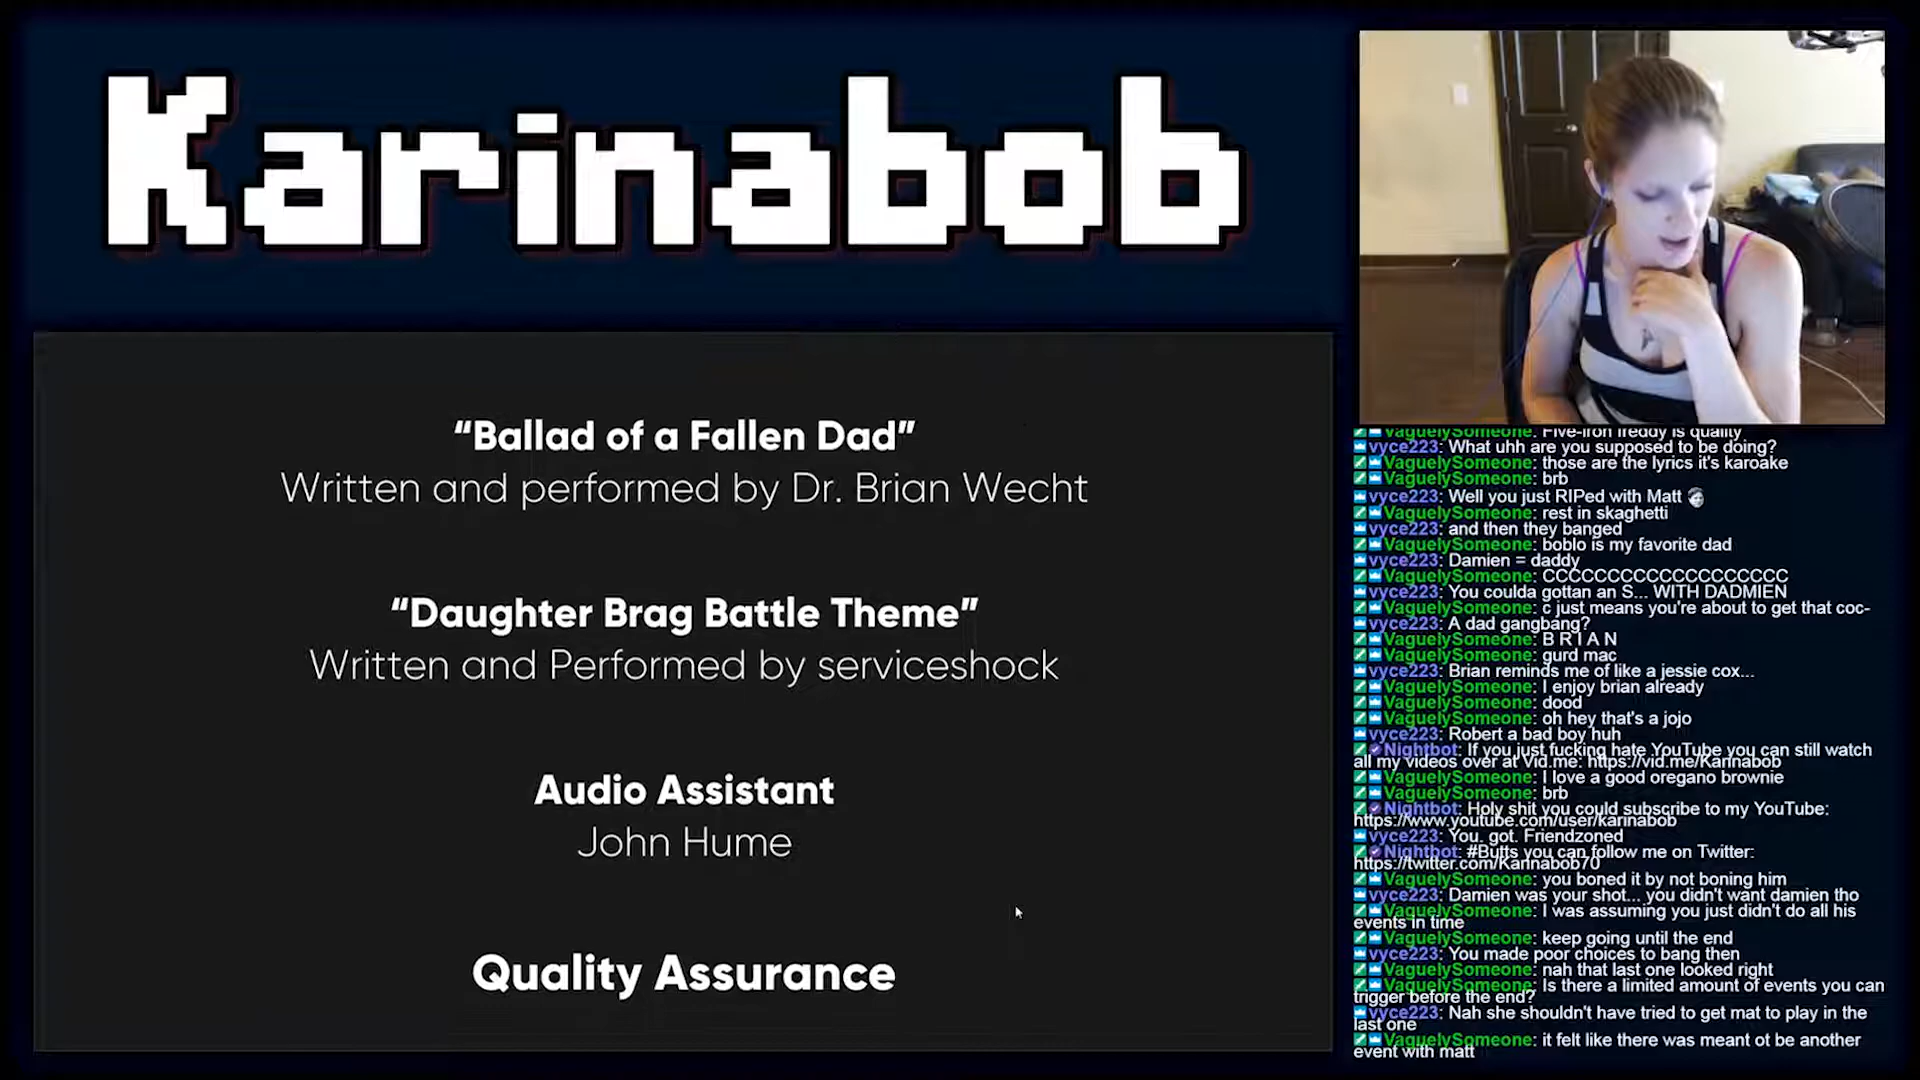 Karinabob
“Ballad of a Fallen Dad”
Written and performed by Dr. Brian Wecht
“Daughter Brag Battle Theme”
Written and Performed by serviceshock
Audio Assistant
John Hume
Quality Assurance
VaguelySomeone: Five-iron freddy is quality
vyce223: What uhh are you supposed to be doing?
VaguelySomeone: those are the lyrics it's karoake
VaguelySomeone: brb
vyce223: Well you just RIPed with Matt
VaguelySomeone: rest in skaghetti
vyce223: and then they banged
VaguelySomeone: boblo is my favorite dad
vyce223: Damien = daddy
VaguelySomeone: CCCCCCCCCCCCCCCCCCC
vyce223: You coulda gottan an S... WITH DADMIEN
VaguelySomeone: c just means you're about to get that coc-
vyce223: A dad gangbang?
VaguelySomeone: B R I A N
VaguelySomeone: gurd mac
vyce223: Brian reminds me of like a jessie cox...
VaguelySomeone: I enjoy brian already
VaguelySomeone: dood
VaguelySomeone: oh hey that's a jojo
vyce223: Robert a bad boy huh
Nightbot: If you just fucking hate YouTube you can still watch
all my videos over at Vid.me: https://vid.me/Karinabob
VaguelySomeone: I love a good oregano brownie
VaguelySomeone: brb
Nightbot: Holy shit you could subscribe to my YouTube:
https://www.youtube.com/user/karinabob
vyce223: You. got. Friendzoned
Nightbot: #Butts you can follow me on Twitter:
https://twitter.com/Karinabob70
VaguelySomeone: you boned it by not boning him
vyce223: Damien was your shot... you didn't want damien tho
VaguelySomeone: I was assuming you just didn't do all his
events in time
VaguelySomeone: keep going until the end
vyce223: You made poor choices to bang then
VaguelySomeone: nah that last one looked right
VaguelySomeone: Is there a limited amount of events you can
trigger before the end?
vyce223: Nah she shouldn't have tried to get mat to play in the
last one
VaguelySomeone: it felt like there was meant ot be another
event with matt